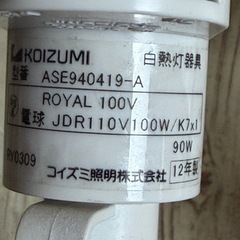 KOIZUMI 白熱灯器具
型番 ASE940419-A
ROYAL 100V
電球 JDR110V100W/K7x1
90W
RY0309 12年製
コイズミ照明株式会社